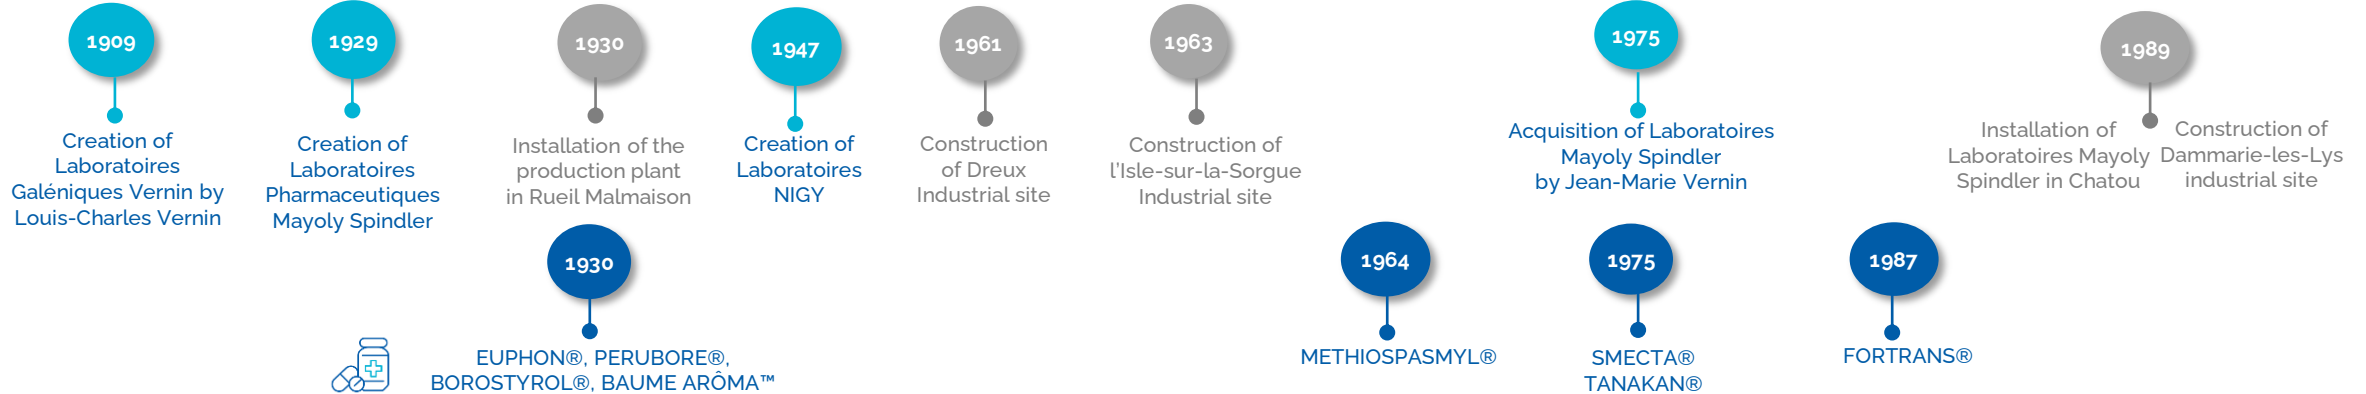 1909
Creation of
Laboratoires
Galéniques Vernin by
Louis-Charles Vernin
1929
Creation of
Laboratoires
Pharmaceutiques
Mayoly Spindler
1930
Installation of the
production plant
in Rueil Malmaison
1947
Creation of
Laboratoires
NIGY
1961
Construction
of Dreux
Industrial site
1963
Construction of
l'Isle-sur-la-Sorgue
Industrial site
1975
Acquisition of Laboratoires
Mayoly Spindler
by Jean-Marie Vernin
1989
Installation of
Laboratoires Mayoly
Spindler in Chatou
Construction of
Dammarie-les-Lys
industrial site
1930
EUPHON®, PERUBORE®,
BOROSTYROL®, BAUME ARÔMA™
1964
METHIOSPASMYL®
1975
SMECTA®
TANAKAN®
1987
FORTRANS®